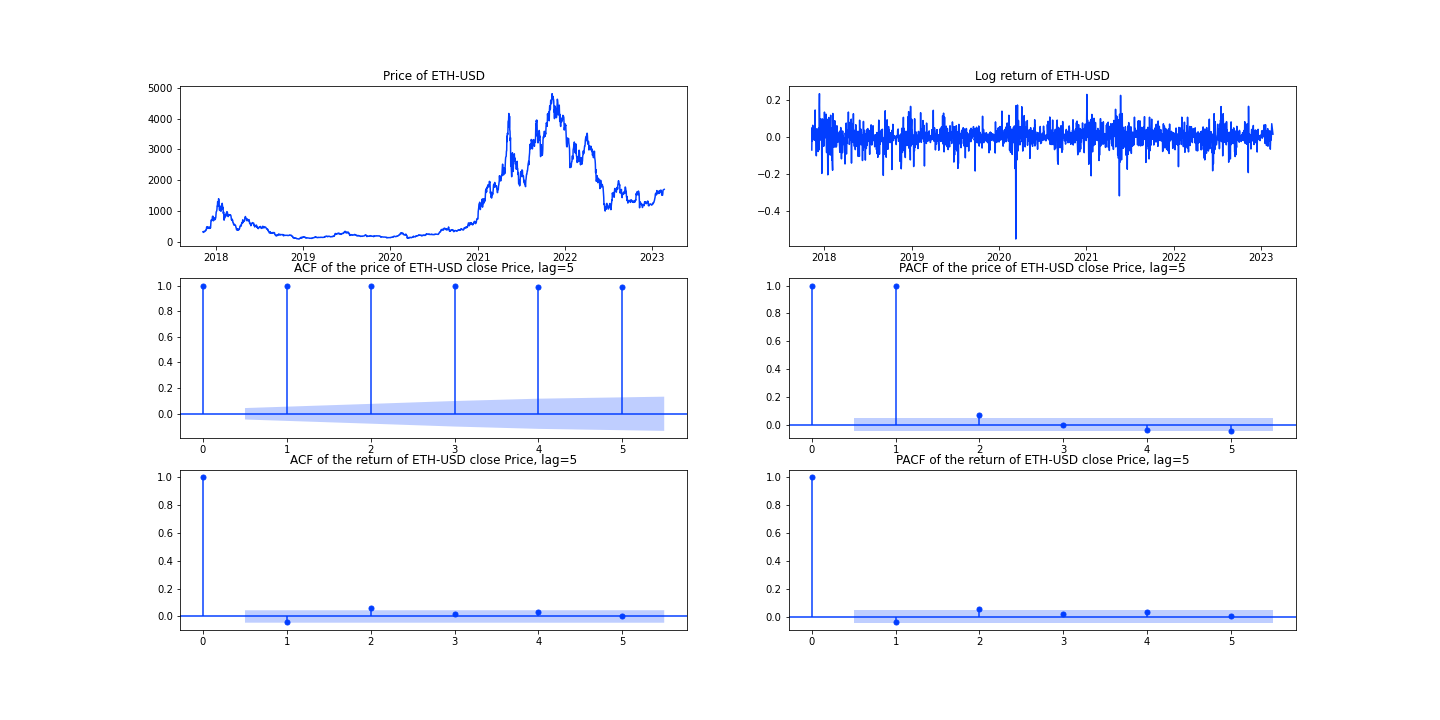 Price of ETH-USD
5000
4000
3000
2000
1000
0
2018 2019 2020 2021 2022 2023
Log return of ETH-USD
0.2
0.0
−0.2
−0.4
2018 2019 2020 2021 2022 2023
ACF of the price of ETH-USD close Price, lag=5
1.0
0.8
0.6
0.4
0.2
0.0
0 1 2 3 4 5
PACF of the price of ETH-USD close Price, lag=5
1.0
0.8
0.6
0.4
0.2
0.0
0 1 2 3 4 5
ACF of the return of ETH-USD close Price, lag=5
1.0
0.8
0.6
0.4
0.2
0.0
0 1 2 3 4 5
PACF of the return of ETH-USD close Price, lag=5
1.0
0.8
0.6
0.4
0.2
0.0
0 1 2 3 4 5